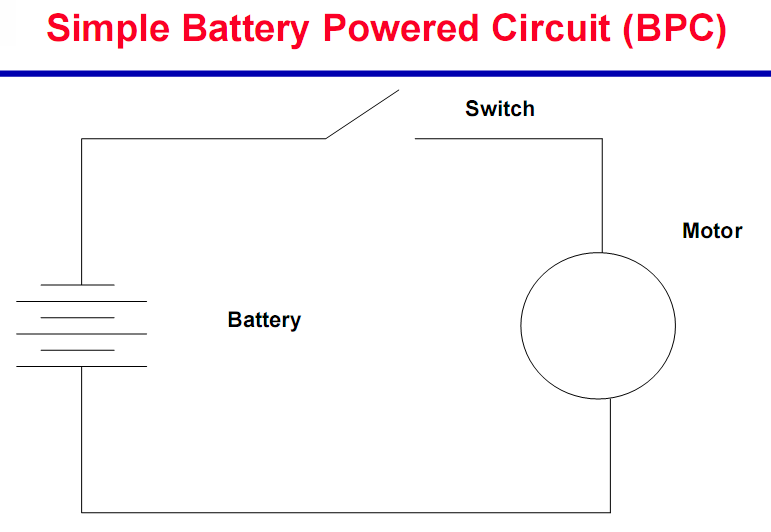 Simple Battery Powered Circuit (BPC)
Switch
Motor
Battery